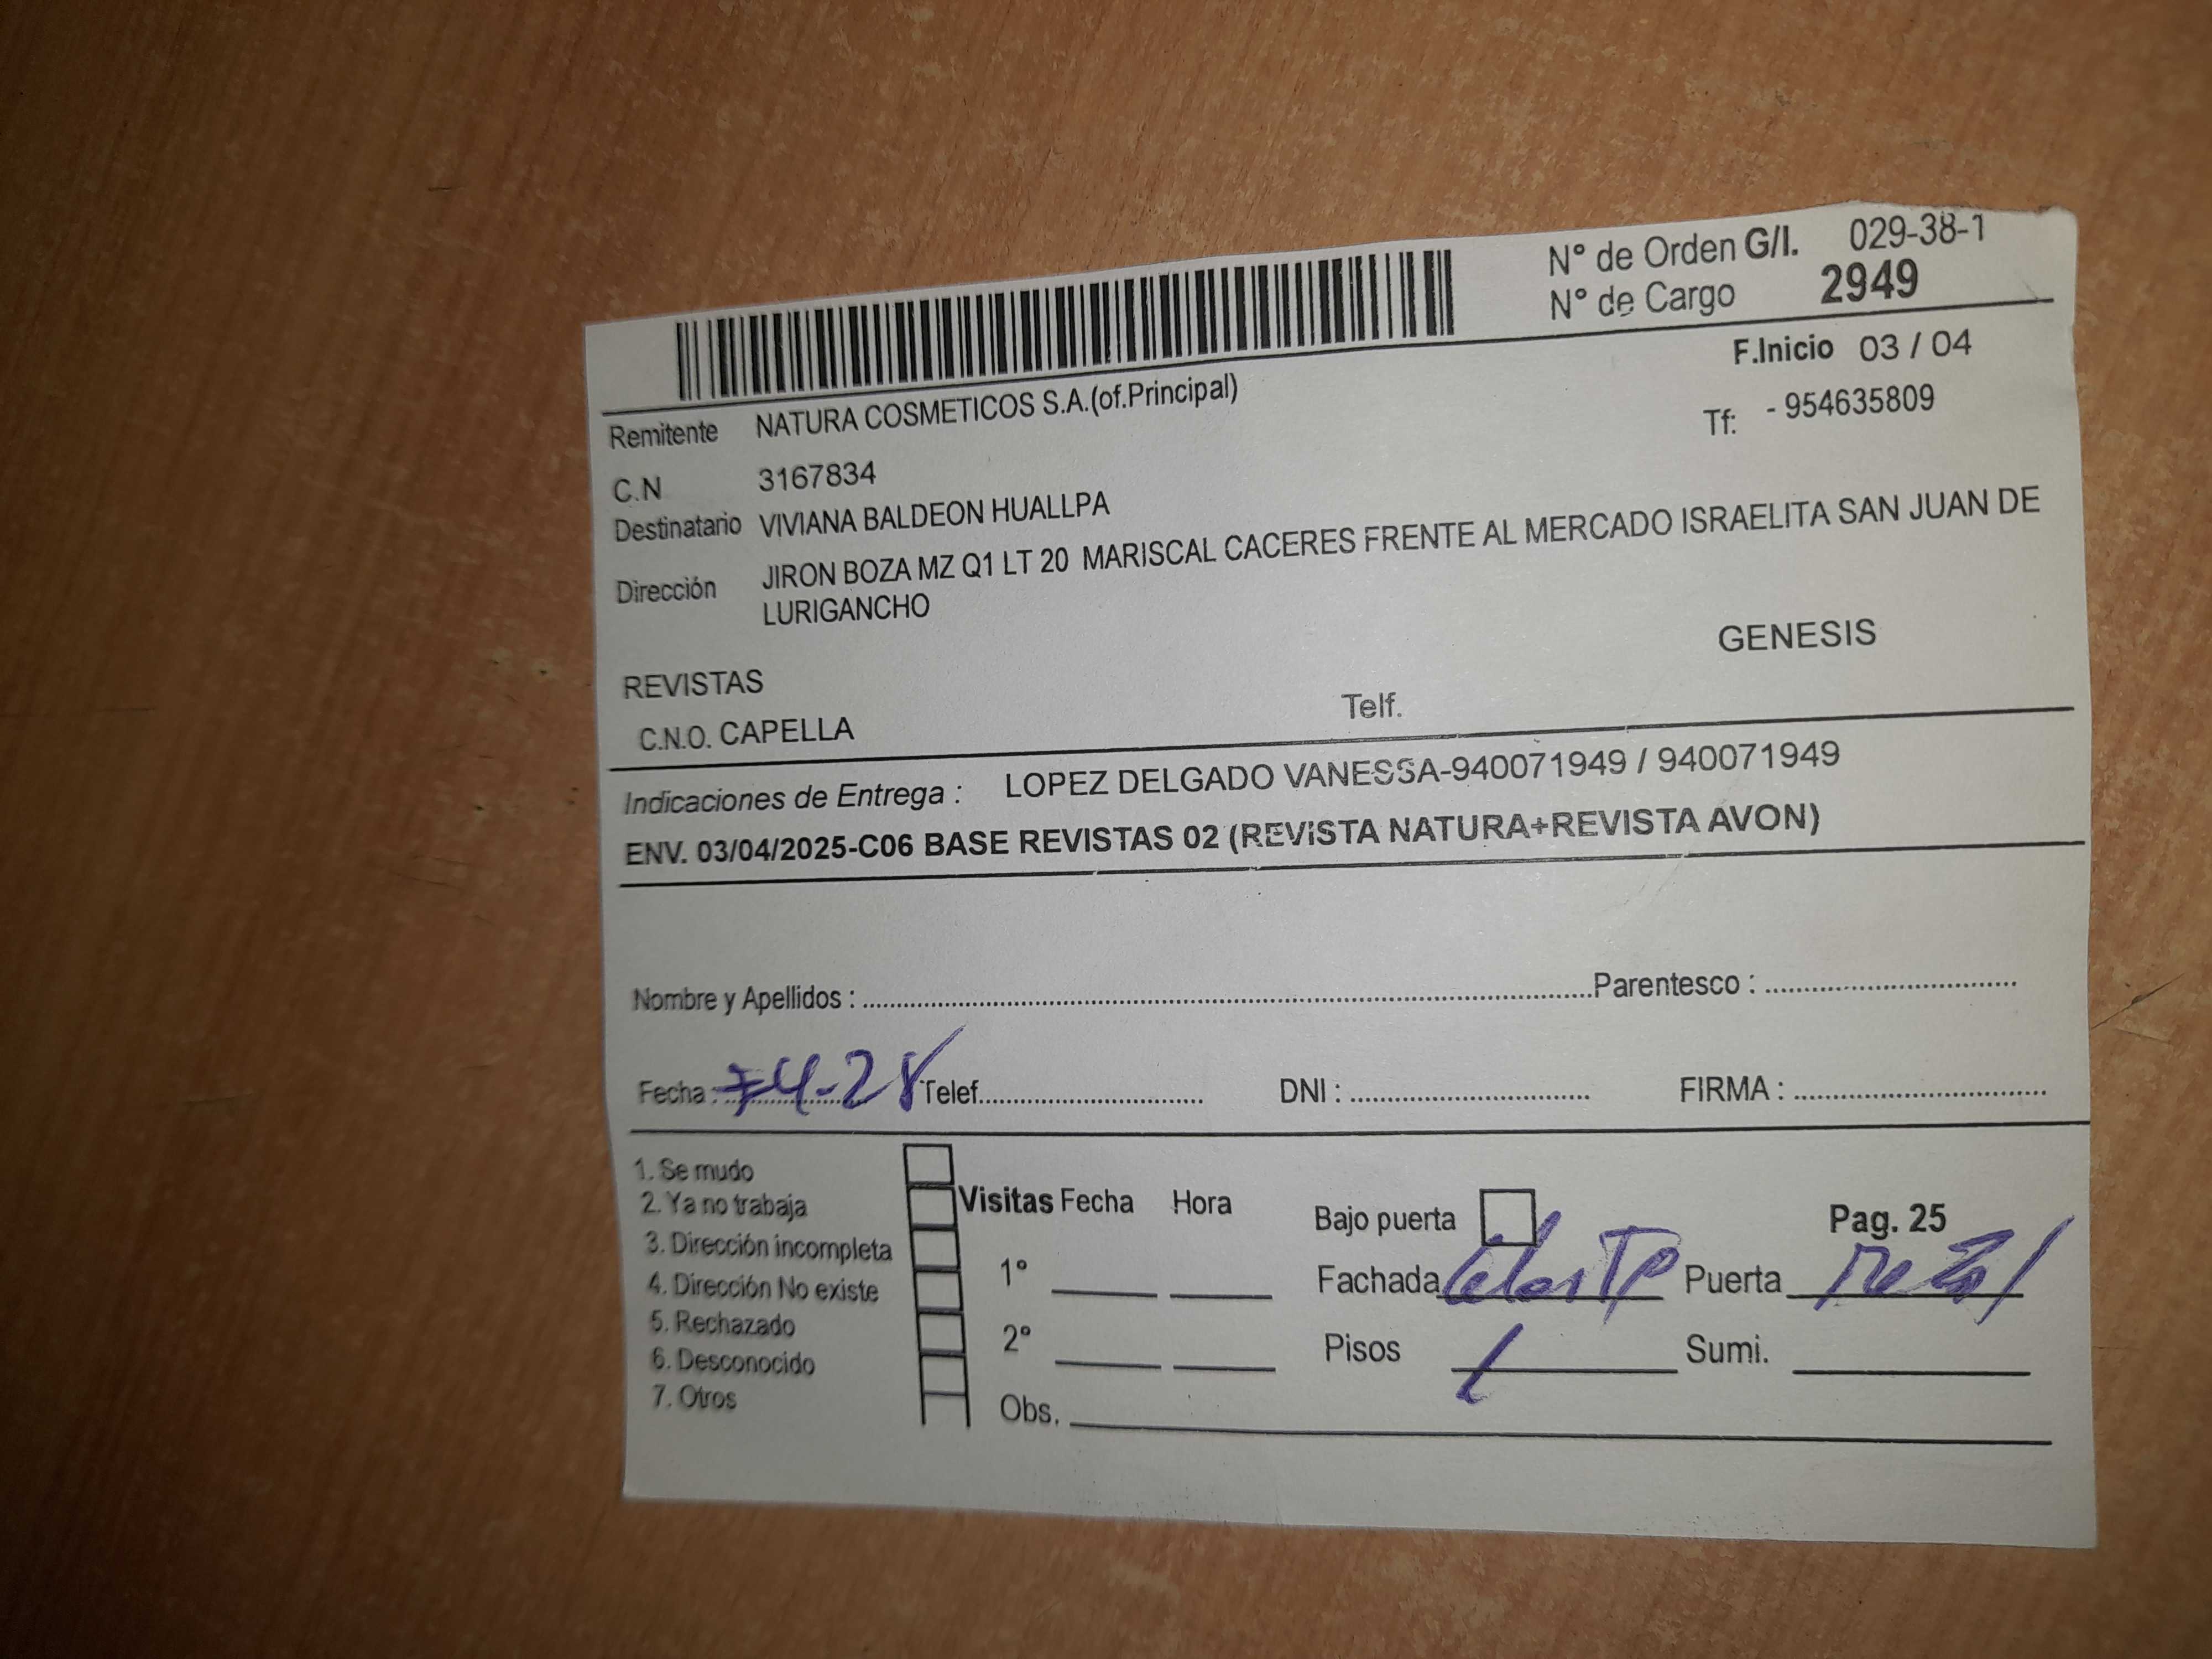 N° de Orden G/I. 029-38-1
N° de Cargo 2949
F.Inicio 03 / 04
Remitente NATURA COSMETICOS S.A.(of.Principal)
Tf: - 954635809
C.N 3167834
Destinatario VIVIANA BALDEON HUALLPA
Dirección JIRON BOZA MZ Q1 LT 20 MARISCAL CACERES FRENTE AL MERCADO ISRAELITA SAN JUAN DE
LURIGANCHO
GENESIS
REVISTAS
C.N.O. CAPELLA Telf.
Indicaciones de Entrega : LOPEZ DELGADO VANESSA-940071949 / 940071949
ENV. 03/04/2025-C06 BASE REVISTAS 02 (REVISTA NATURA+REVISTA AVON)
Nombre y Apellidos : Parentesco :
Fecha : Telef. DNI : FIRMA :
1. Se mudo
2. Ya no trabaja
3. Dirección incompleta
4. Dirección No existe
5. Rechazado
6. Desconocido
7. Otros
Visitas Fecha Hora
1°
2°
Obs.
Bajo puerta Pag. 25
Fachada Puerta
Pisos 1 Sumi.